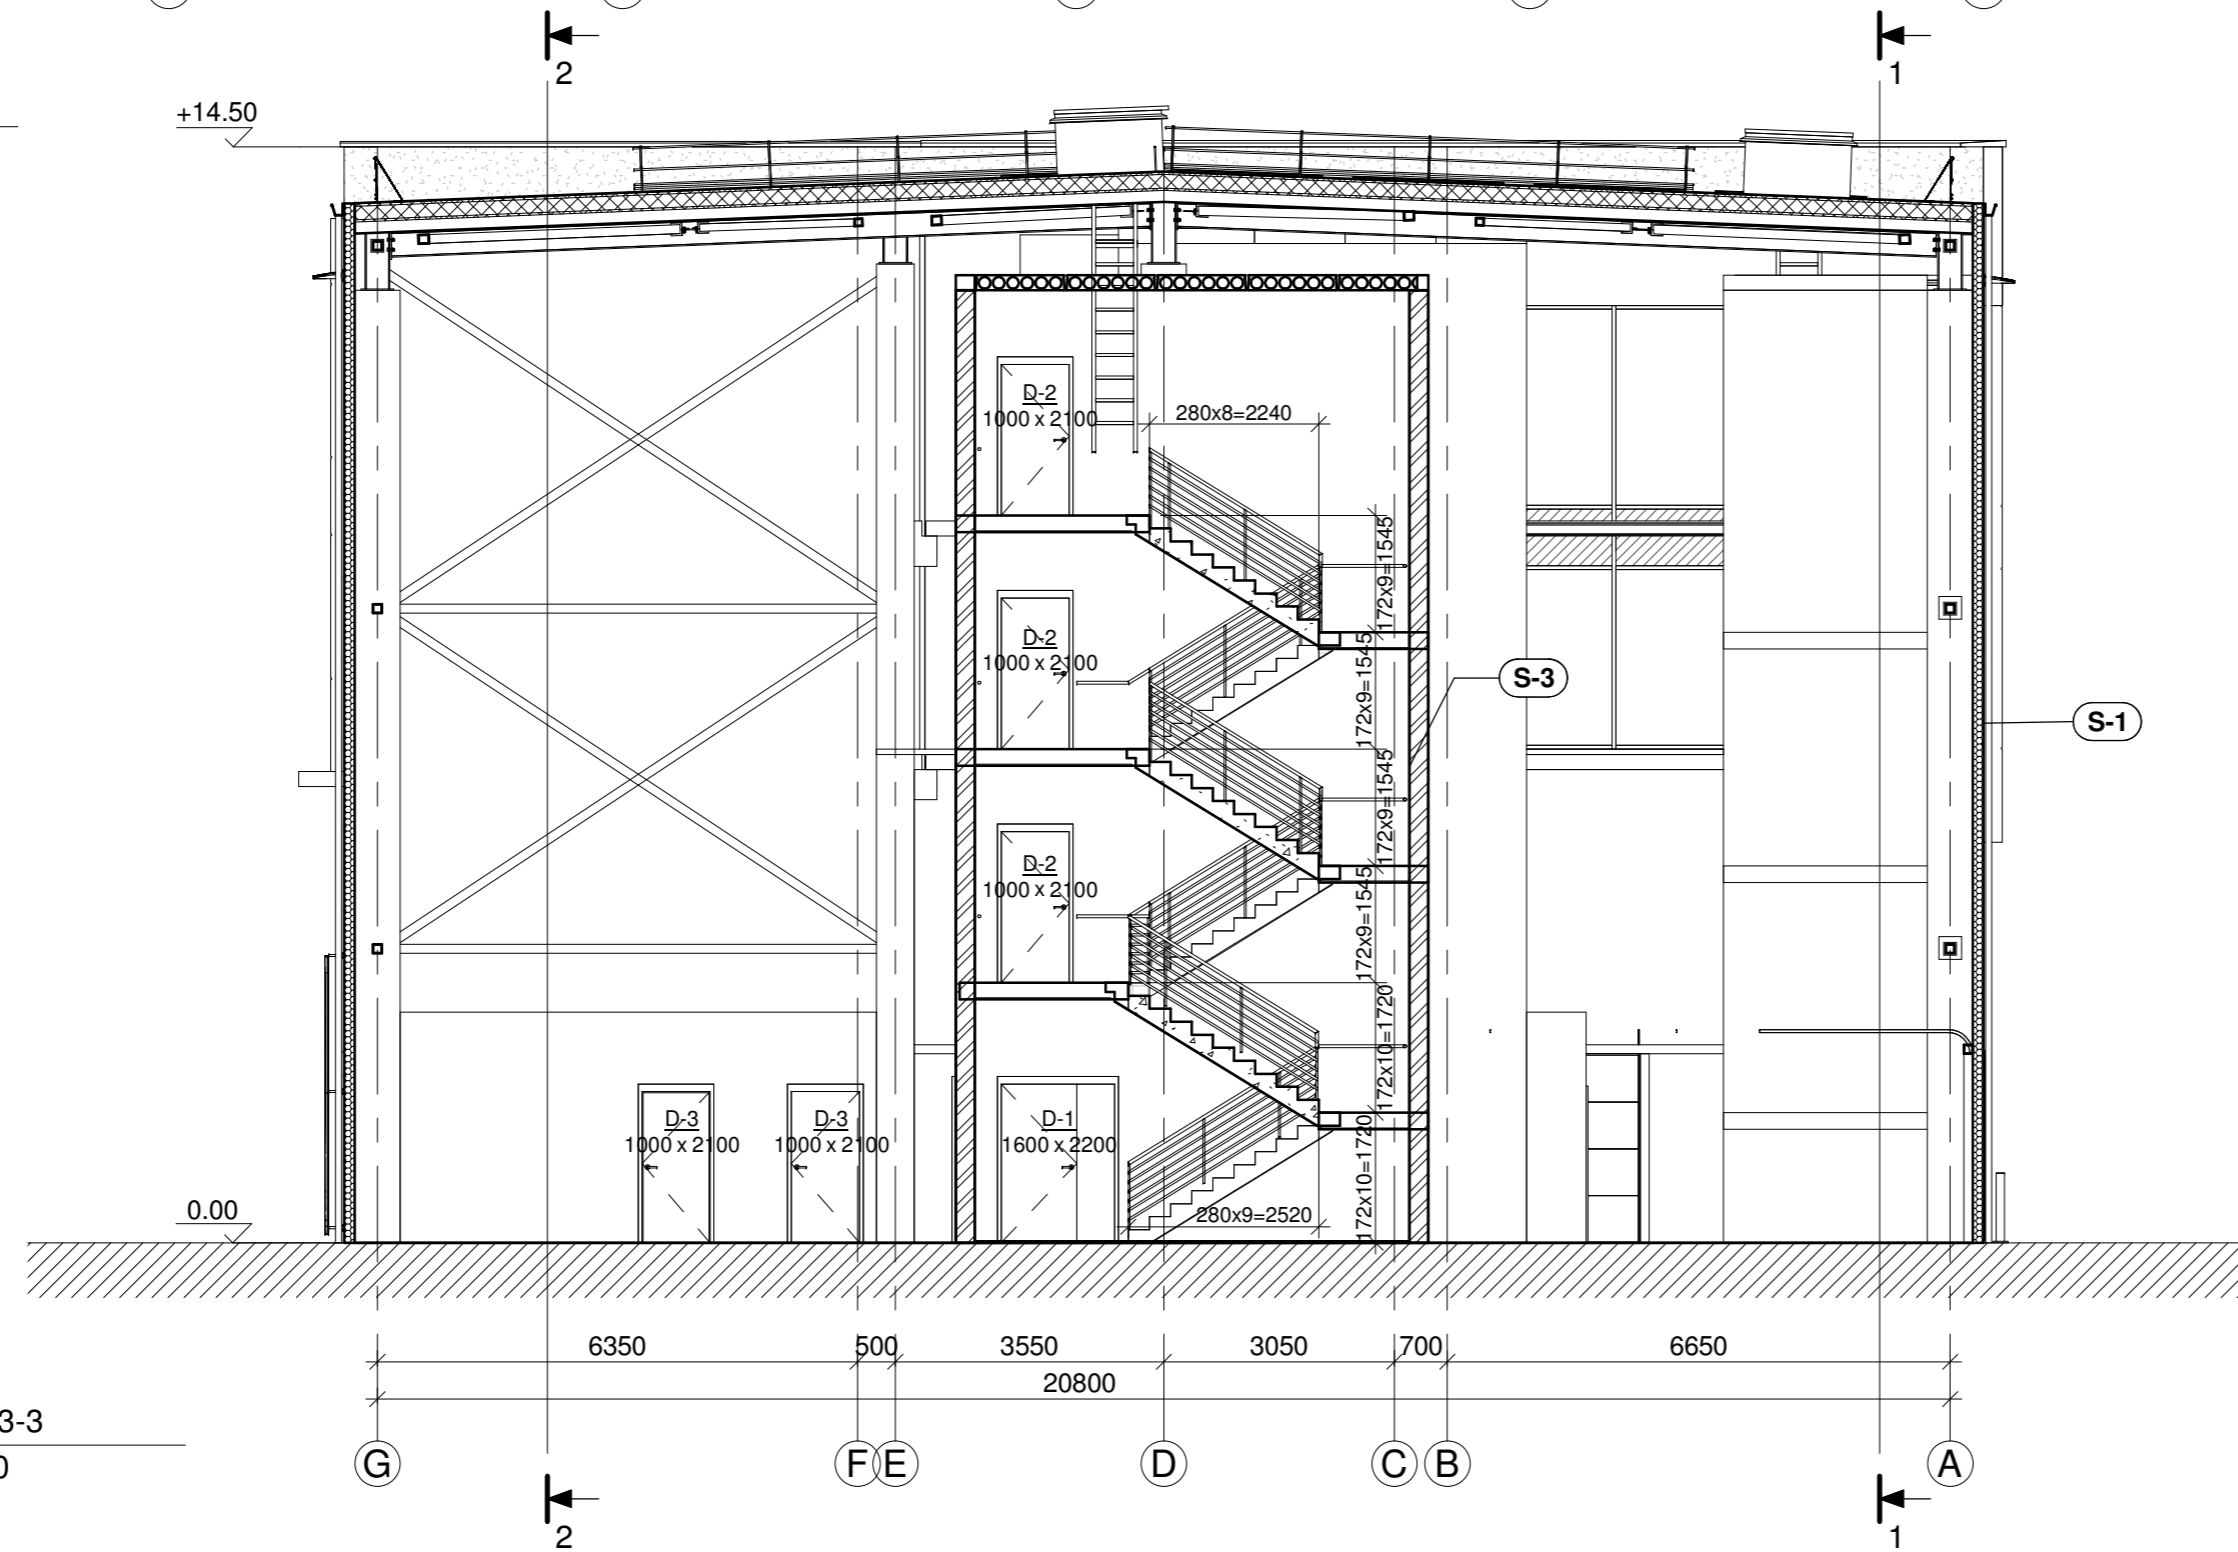 2
1
+14.50
D-2
1000 x 2100
280x8=2240
172x9=1545
D-2
1000 x 2100
172x9=1545
S-3
S-1
172x9=1545
D-2
1000 x 2100
172x9=1545
172x10=1720
D-3
1000 x 2100
D-3
1000 x 2100
D-1
1600 x 2200
172x10=1720
0.00
280x9=2520
6350
500
3550
3050
700
6650
20800
3-3
0
G
F
E
D
C
B
A
2
1